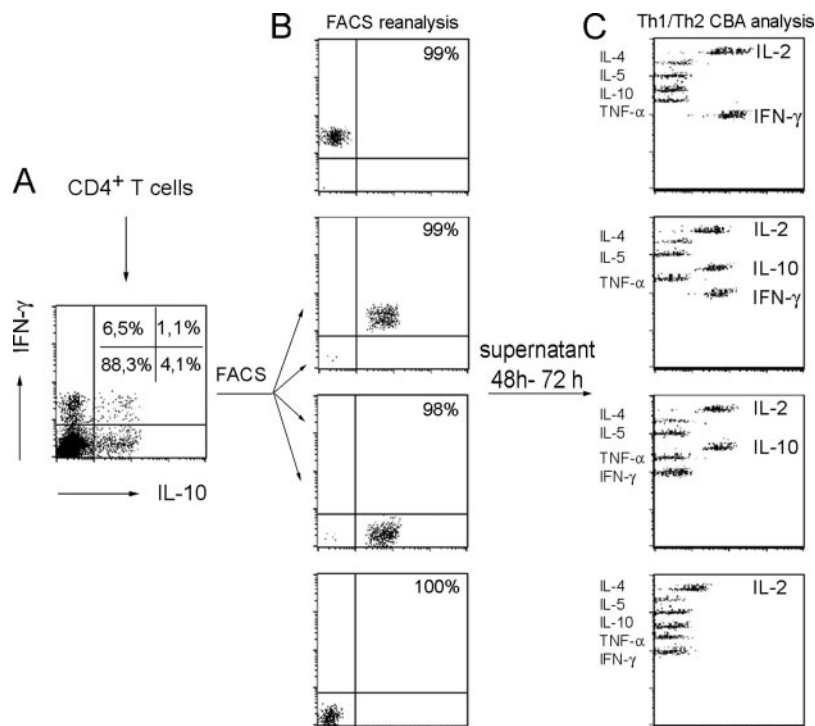 A
CD4+ T cells
IFN-γ
6,5% 1,1%
88,3% 4,1%
IL-10
FACS
B
FACS reanalysis
99%
99%
98%
100%
supernatant
48h- 72 h
C
Th1/Th2 CBA analysis
IL-4
IL-5
IL-10
TNF-α
IL-2
IFN-γ
IL-4
IL-5
TNF-α
IL-2
IL-10
IFN-γ
IL-4
IL-5
TNF-α
IFN-γ
IL-2
IL-10
IL-4
IL-5
IL-10
TNF-α
IFN-γ
IL-2